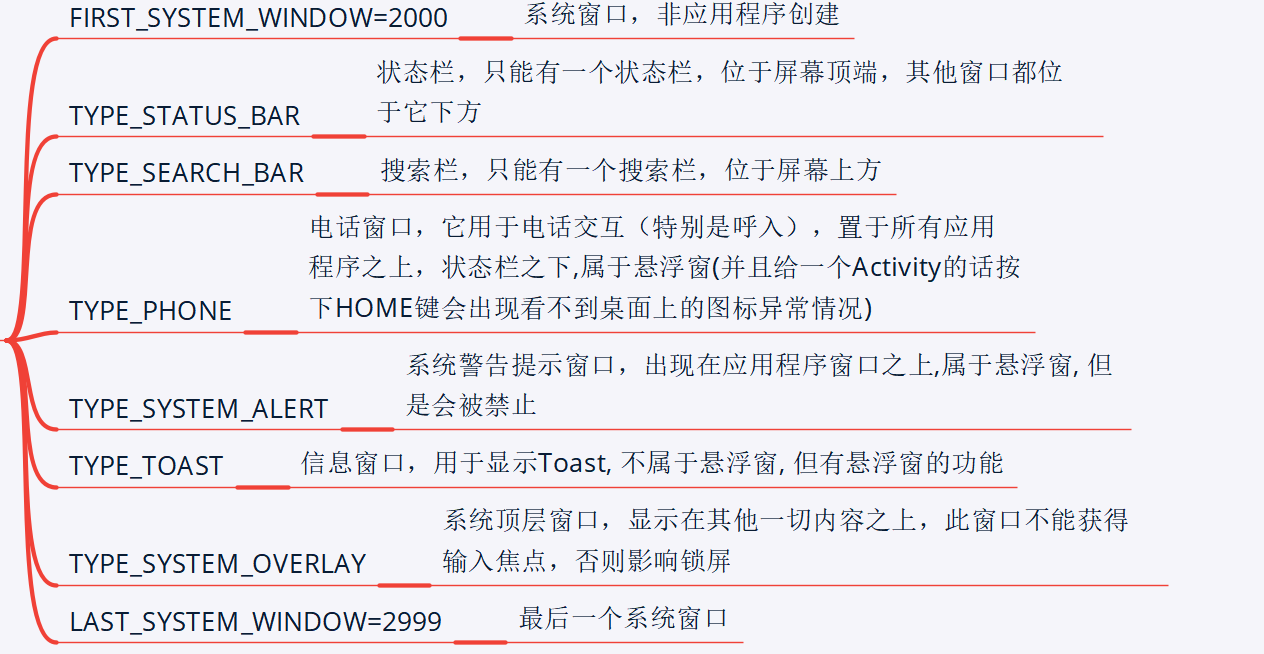 FIRST_SYSTEM_WINDOW=2000 系统窗口，非应用程序创建
状态栏，只能有一个状态栏，位于屏幕顶端，其他窗口都位
TYPE_STATUS_BAR 于它下方
TYPE_SEARCH_BAR 搜索栏，只能有一个搜索栏，位于屏幕上方
电话窗口，它用于电话交互（特别是呼入），置于所有应用
程序之上，状态栏之下,属于悬浮窗(并且给一个Activity的话按
TYPE_PHONE 下HOME键会出现看不到桌面上的图标异常情况)
系统警告提示窗口，出现在应用程序窗口之上,属于悬浮窗, 但
TYPE_SYSTEM_ALERT 是会被禁止
TYPE_TOAST 信息窗口，用于显示Toast, 不属于悬浮窗, 但有悬浮窗的功能
系统顶层窗口，显示在其他一切内容之上，此窗口不能获得
TYPE_SYSTEM_OVERLAY 输入焦点，否则影响锁屏
LAST_SYSTEM_WINDOW=2999 最后一个系统窗口